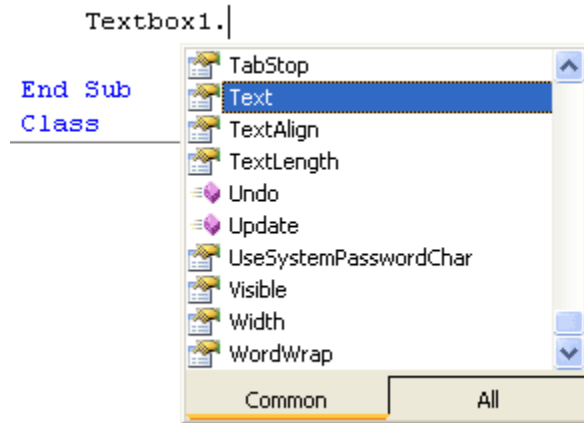 Textbox1.
TabStop
End Sub
Text
Class
TextAlign
TextLength
Undo
Update
UseSystemPasswordChar
Visible
Width
WordWrap
Common All